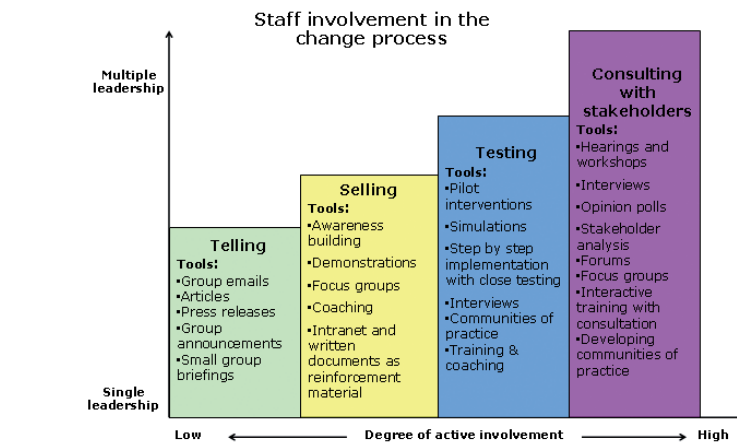 Staff involvement in the
change process
Multiple
leadership
Single
leadership
Telling
Tools:
•Group emails
•Articles
•Press releases
•Group
announcements
•Small group
briefings
Selling
Tools:
•Awareness
building
•Demonstrations
•Focus groups
•Coaching
•Intranet and
written
documents as
reinforcement
material
Testing
Tools:
•Pilot
interventions
•Simulations
•Step by step
implementation
with close testing
•Interviews
•Communities of
practice
•Training &
coaching
Consulting
with
stakeholders
Tools:
•Hearings and
workshops
•Interviews
•Opinion polls
•Stakeholder
analysis
•Forums
•Focus groups
•Interactive
training with
consultation
•Developing
communities of
practice
Low
Degree of active involvement
High